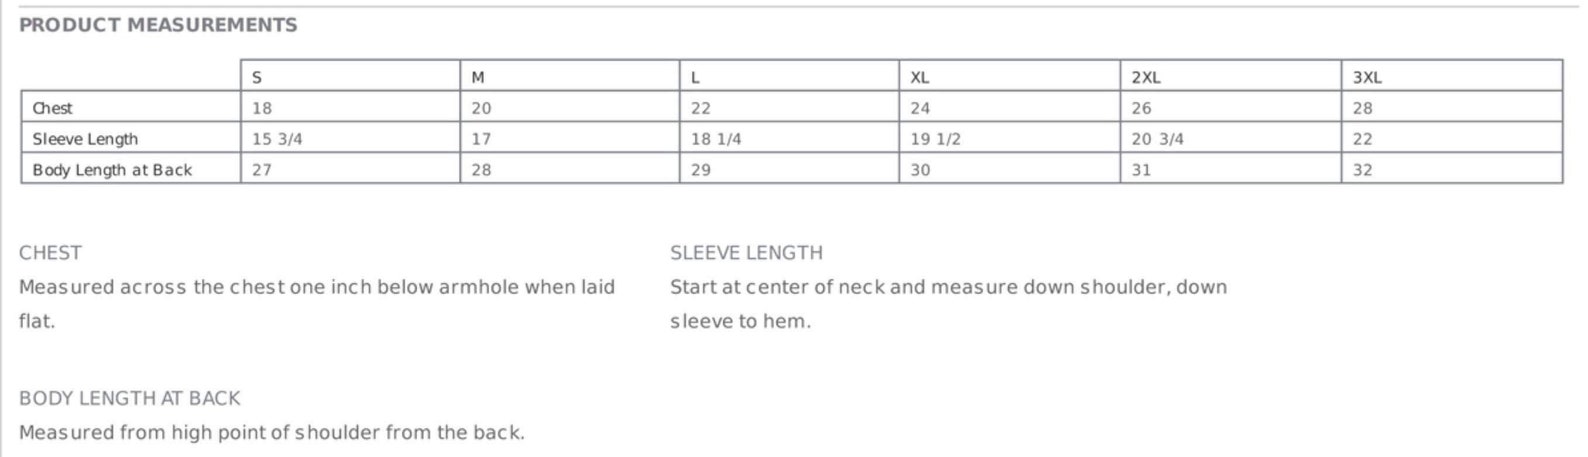 PRODUCT MEASUREMENTS
S M L XL 2XL 3XL
Chest 18 20 22 24 26 28
Sleeve Length 15 3/4 17 18 1/4 19 1/2 20 3/4 22
Body Length at Back 27 28 29 30 31 32
CHEST
Measured across the chest one inch below armhole when laid
flat.
SLEEVE LENGTH
Start at center of neck and measure down shoulder, down
sleeve to hem.
BODY LENGTH AT BACK
Measured from high point of shoulder from the back.